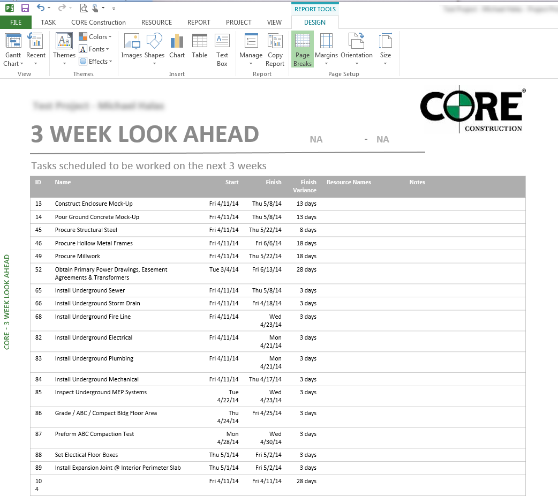 REPORT TOOLS
FILE TASK CORE Construction RESOURCE REPORT PROJECT VIEW DESIGN
Gantt Chart Recent Themes Colors Fonts Effects Images Shapes Chart Table Text Box Manage Copy Report Page Breaks Margins Orientation Size
View Themes Insert Report Page Setup
CORE
CONSTRUCTION
3 WEEK LOOK AHEAD NA - NA
Tasks scheduled to be worked on the next 3 weeks
ID Name Start Finish Finish Variance Resource Names Notes
13 Construct Enclosure Mock-Up Fri 4/11/14 Thu 5/8/14 13 days
14 Pour Ground Concrete Mock-Up Fri 4/11/14 Thu 5/8/14 13 days
45 Procure Structural Steel Fri 4/11/14 Thu 5/22/14 8 days
46 Procure Hollow Metal Frames Fri 4/11/14 Fri 6/6/14 18 days
49 Procure Millwork Fri 4/11/14 Thu 5/22/14 18 days
52 Obtain Primary Power Drawings, Easement Tue 3/4/14 Fri 6/13/14 28 days
Agreements & Transformers
65 Install Underground Sewer Fri 4/11/14 Thu 5/8/14 3 days
66 Install Underground Storm Drain Fri 4/11/14 Fri 4/18/14 3 days
68 Install Underground Fire Line Fri 4/11/14 Wed 3 days
4/23/14
82 Install Underground Electrical Fri 4/11/14 Mon 3 days
4/21/14
83 Install Underground Plumbing Fri 4/11/14 Mon 3 days
4/21/14
84 Install Underground Mechanical Fri 4/11/14 Thu 4/17/14 3 days
85 Inspect Underground MEP Systems Tue Wed 3 days
4/22/14 4/23/14
86 Grade / ABC / Compact Bldg Floor Area Thu Fri 4/25/14 3 days
4/24/14
87 Preform ABC Compaction Test Mon Wed 3 days
4/28/14 4/30/14
88 Set Electical Floor Boxes Thu 5/1/14 Fri 5/2/14 3 days
89 Install Expansion Joint @ Interior Perimeter Slab Thu 5/1/14 Fri 5/2/14 3 days
10 Fri 4/11/14 Fri 4/11/14 28 days
4
CORE - 3 WEEK LOOK AHEAD